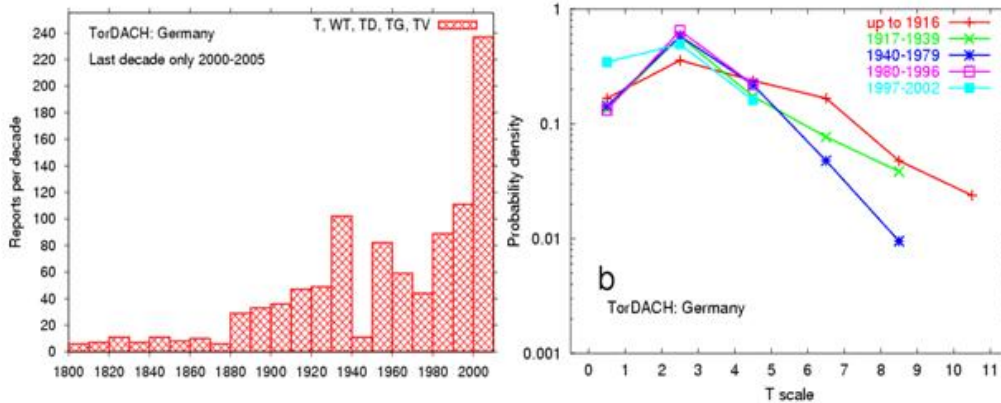 Reports per decade
240
220
200
180
160
140
120
100
80
60
40
20
0
TorDACH: Germany
Last decade only 2000-2005
T, WT, TD, TG, TV
1800 1820 1840 1860 1880 1900 1920 1940 1960 1980 2000
Probability density
1
0.1
0.01
0.001
up to 1916
1917-1939
1940-1979
1980-1996
1997-2002
b
TorDACH: Germany
0 1 2 3 4 5 6 7 8 9 10 11
T scale